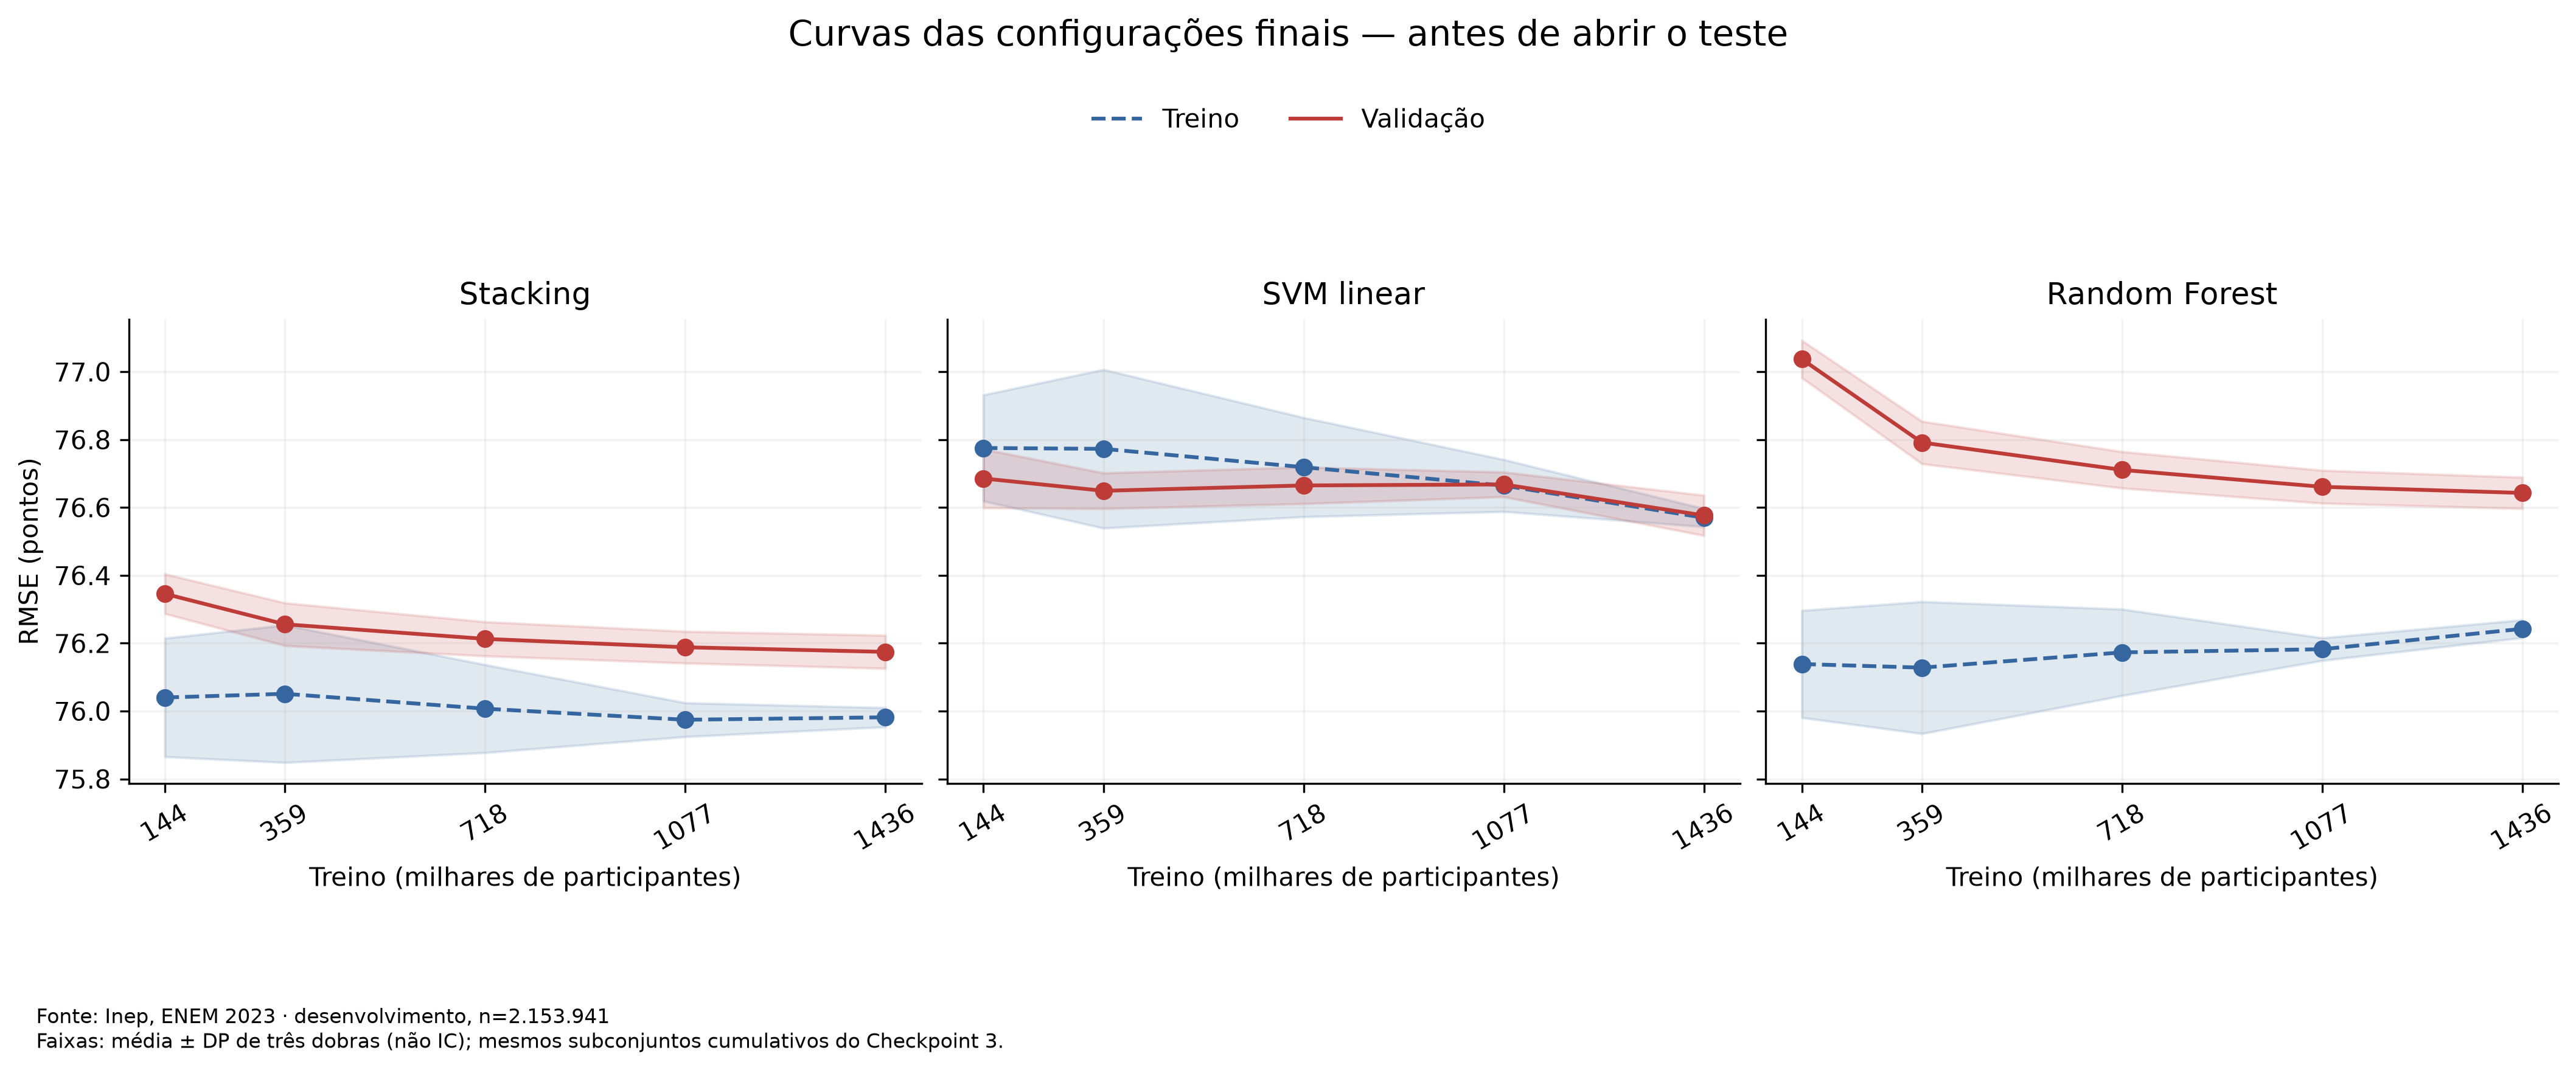 Curvas das configurações finais — antes de abrir o teste
Treino
Validação
Stacking
SVM linear
Random Forest
RMSE (pontos)
77.0
76.8
76.6
76.4
76.2
76.0
75.8
144
359
718
1077
1436
144
359
718
1077
1436
144
359
718
1077
1436
Treino (milhares de participantes)
Treino (milhares de participantes)
Treino (milhares de participantes)
Fonte: Inep, ENEM 2023 · desenvolvimento, n=2.153.941
Faixas: média ± DP de três dobras (não IC); mesmos subconjuntos cumulativos do Checkpoint 3.